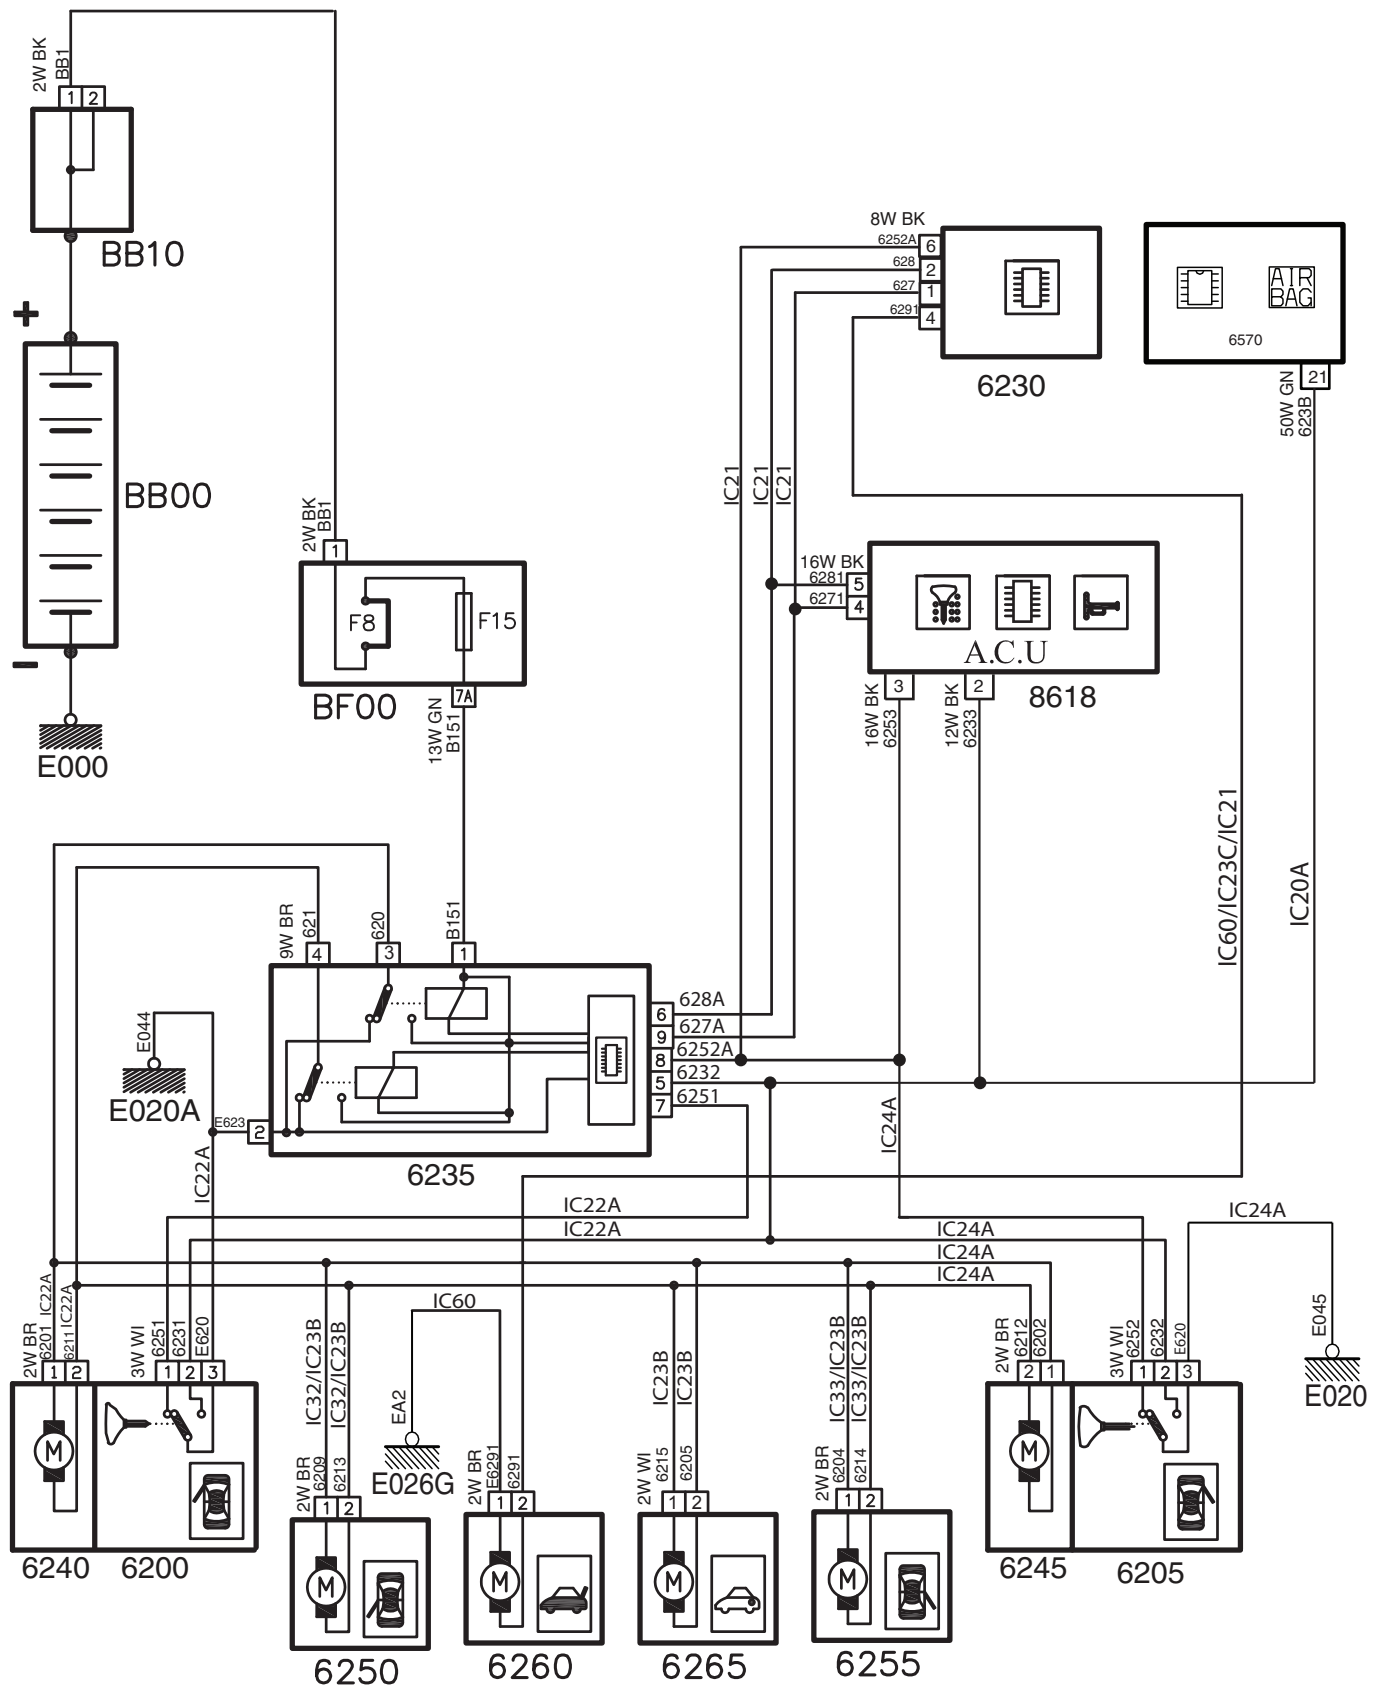 2W BK
BB1
1 2
BB10
+
BB00
−
E000
2W BK
BB1
1
F8
F15
BF00
7A
13W GN
B151
8W BK
6252A 6
628 2
627 1
6291 4
6230
AIR
BAG
6570
21
50W GN
623B
IC21
IC21
IC21
16W BK
6281 5
6271 4
A.C.U
8618
3
2
16W BK
6253
12W BK
6233
IC60/IC23C/IC21
IC20A
9W BR
621
620
B151
4
3
1
E044
E020A
E623 2
IC22A
6235
6 628A
9 627A
8 6252A
5 6232
7 6251
IC24A
IC22A
IC22A
IC24A
IC24A
IC24A
IC24A
E045
E020
2W BR
6201 IC22A
6211 IC22A
1 2
3W WI
6251
6231
E620
1 2 3
M
6240
6200
IC32/IC23B
IC32/IC23B
2W BR
6209
6213
1 2
M
6250
IC60
EA2
E026G
2W BR
E6291
6291
1 2
M
6260
IC23B
IC23B
2W WI
6215
6205
1 2
M
6265
IC33/IC23B
IC33/IC23B
2W BR
6204
6214
1 2
M
6255
2W BR
6212
6202
2 1
M
6245
3W WI
6252
6232
E620
1 2 3
6205